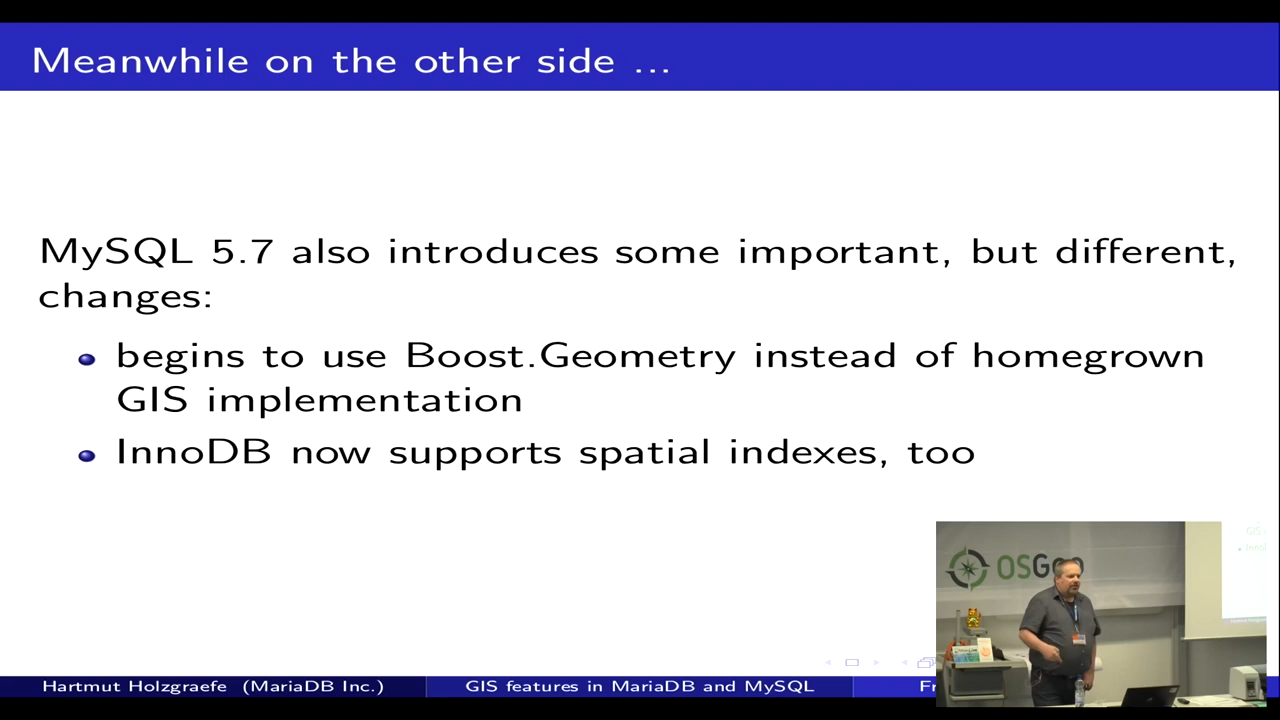 Meanwhile on the other side ...
MySQL 5.7 also introduces some important, but different,
changes:
begins to use Boost.Geometry instead of homegrown
GIS implementation
InnoDB now supports spatial indexes, too
OSGeo
Hartmut Holzgraefe (MariaDB Inc.)
GIS features in MariaDB and MySQL
Fr